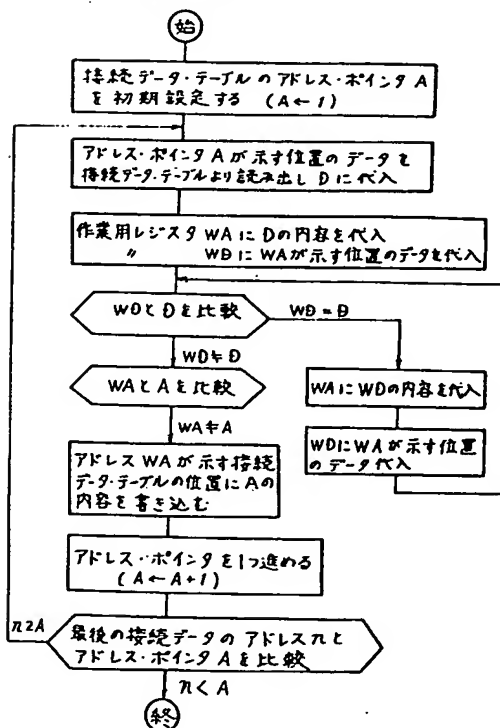 始
接続データ・テーブルのアドレス・ポインタA
を初期設定する (A←1)
アドレス・ポインタAが示す位置のデータを
接続データ・テーブルより読み出しDに代入
作業用レジスタWAにDの内容を代入
〃 WDにWAが示す位置のデータを代入
WDとDを比較
WD=D
WD≠D
WAとAを比較
WAにWDの内容を代入
WA≠A
アドレスWAが示す接続
データ・テーブルの位置にAの
内容を書き込む
WDにWAが示す位置
のデータ代入
アドレス・ポインタを1つ進める
(A←A+1)
n≧A
最後の接続データのアドレスnと
アドレス・ポインタAを比較
n<A
終